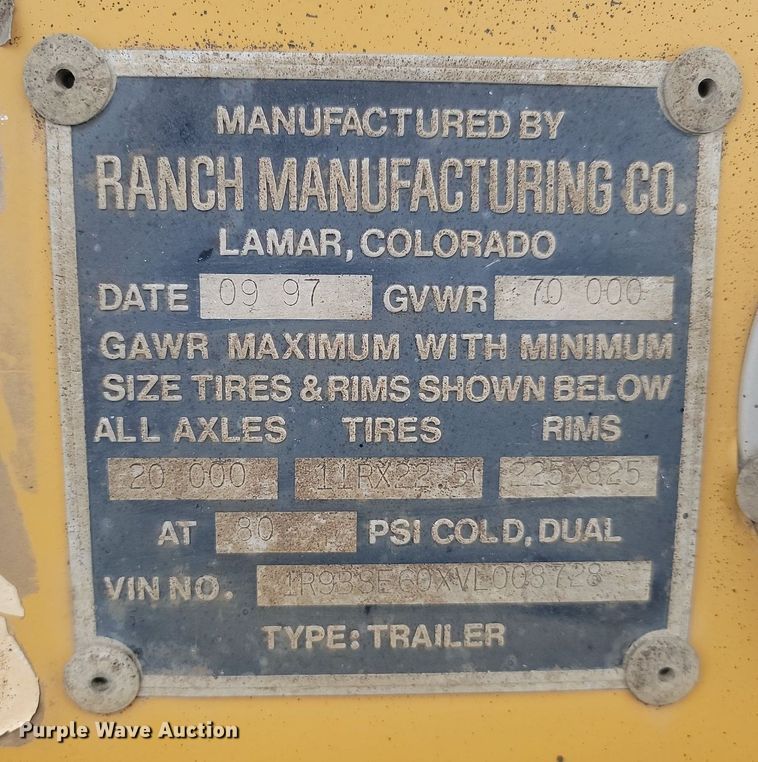 MANUFACTURED BY
RANCH MANUFACTURING CO.
LAMAR, COLORADO
DATE 09 97 GVWR 70 000
GAWR MAXIMUM WITH MINIMUM
SIZE TIRES & RIMS SHOWN BELOW
ALL AXLES TIRES RIMS
20 000 11RX22.5G 225X825
AT 80 PSI COLD, DUAL
VIN NO.
TYPE: TRAILER
Purple Wave Auction